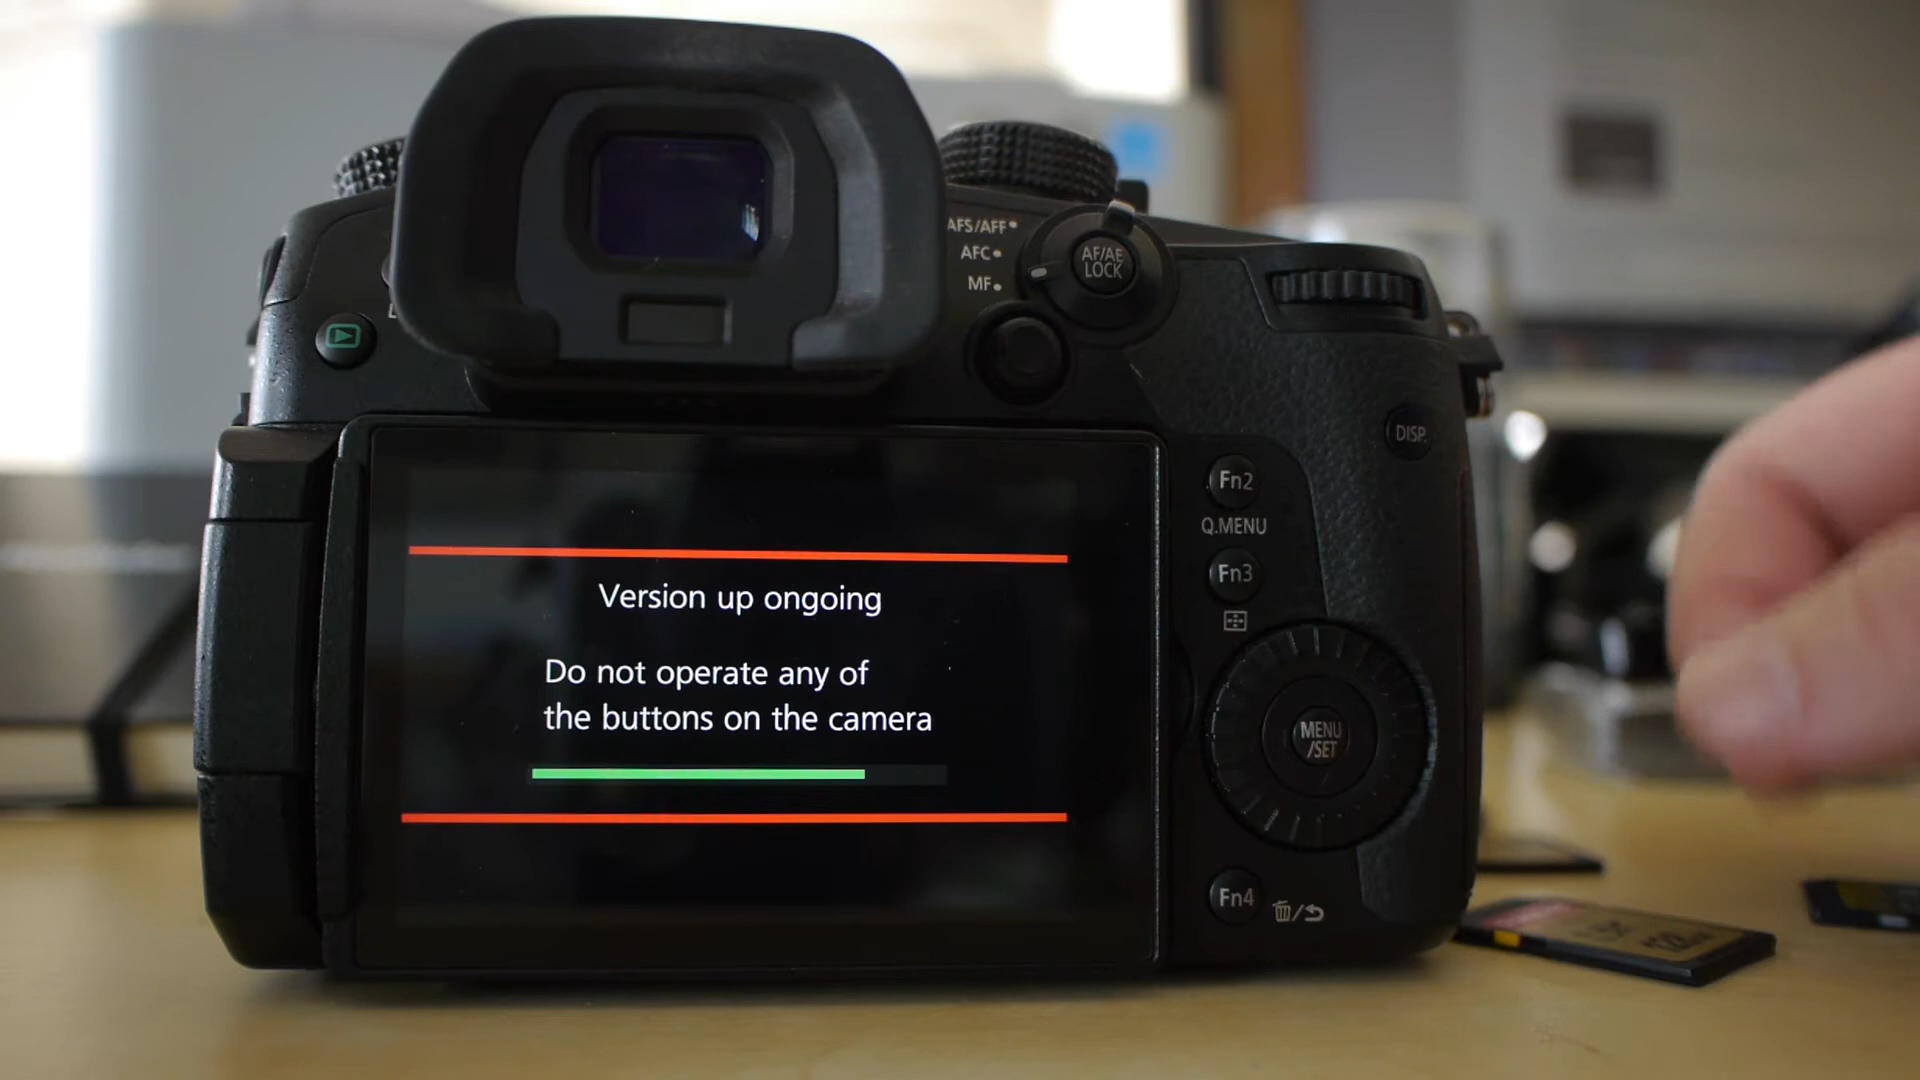 AFS/AFF
AFC
MF
AF/AE
LOCK
DISP.
Fn2
Q.MENU
Fn3
Version up ongoing
Do not operate any of
the buttons on the camera
MENU
/SET
Fn4